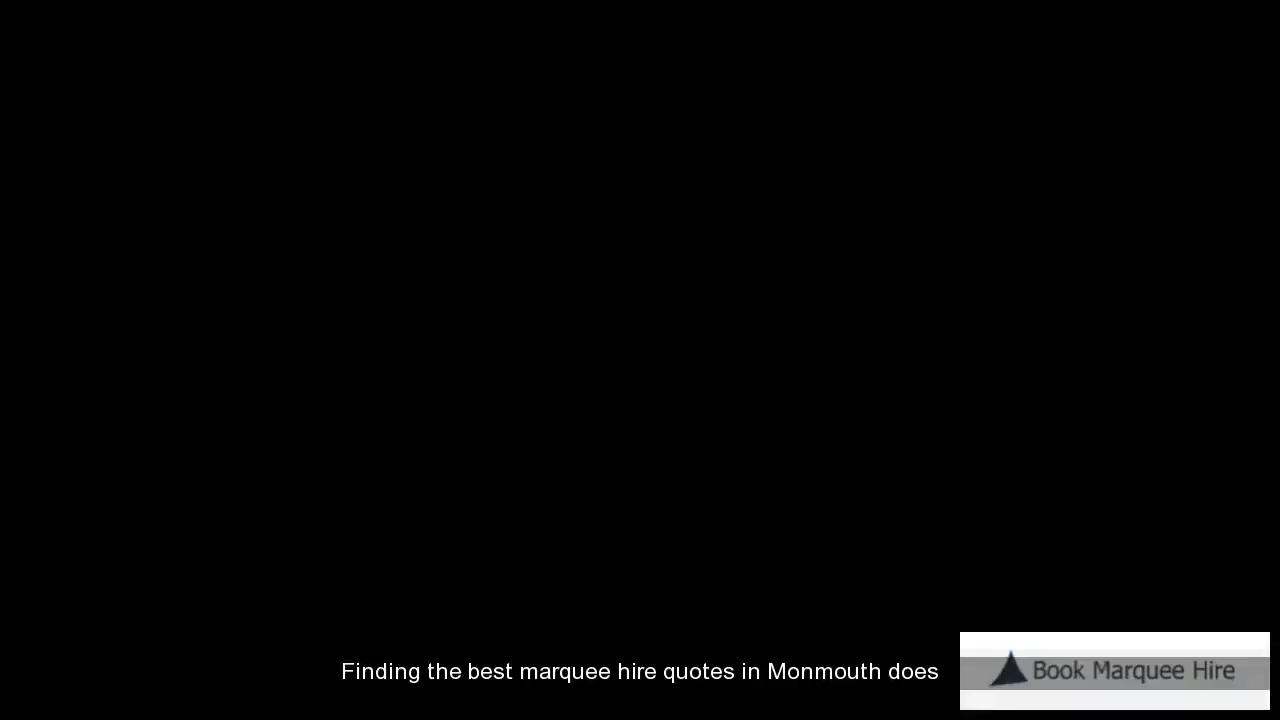 Finding the best marquee hire quotes in Monmouth does
Book Marquee Hire